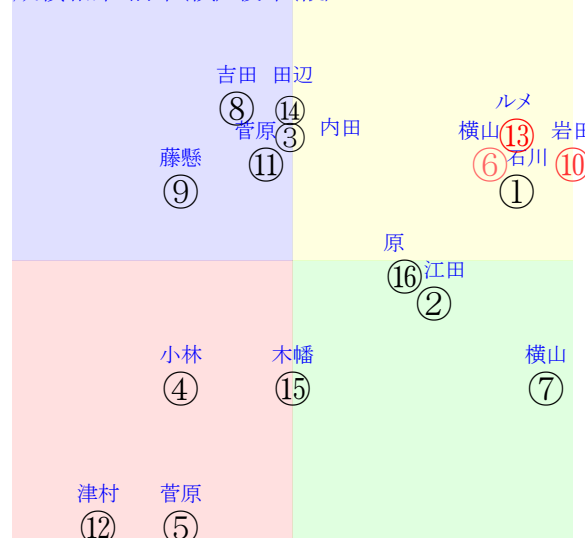 吉田 田辺
⑧ ⑭ ルメ
菅原 ③ 内田 横山 ⑬ 岩田
藤懸 ⑪ ⑥ 石川 ⑩
⑨ ①
原
⑯ 江田
②
小林 木幡 横山
④ ⑮ ⑦
津村 菅原
⑫ ⑤